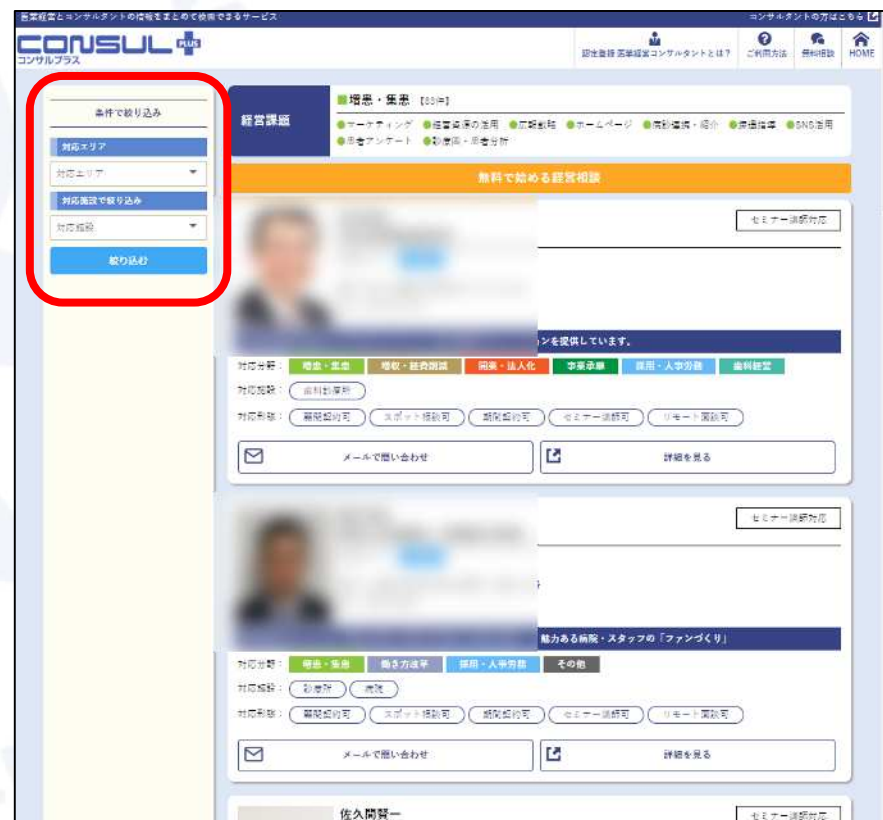 医業経営とコンサルタントの情報をまとめて検索できるサービス
コンサルタントの方はこちら
CONSUL PLUS
コンサルプラス
認定登録 医業経営コンサルタントとは?
ご利用方法
無料相談
HOME
条件で絞り込み
対応エリア
対応エリア
対応施設で絞り込み
対応施設
絞り込む
経営課題
増患・集患 【83件】
マーケティング 経営資源の活用 広報戦略 ホームページ 病診連携・紹介 接遇指導 SNS活用
患者アンケート 診療圏・患者分析
無料で始める経営相談
セミナー講師対応
ンを提供しています。
対応分野: 増患・集患 増収・経費削減 開業・法人化 事業承継 採用・人事労務 歯科経営
対応施設: 歯科診療所
対応形態: 顧問契約可 スポット相談可 期間契約可 セミナー講師可 リモート面談可
メールで問い合わせ
詳細を見る
セミナー講師対応
魅力ある病院・スタッフの「ファンづくり」
対応分野: 増患・集患 働き方改革 採用・人事労務 その他
対応施設: 診療所 病院
対応形態: 顧問契約可 スポット相談可 期間契約可 セミナー講師可 リモート面談可
メールで問い合わせ
詳細を見る
佐久間賢一
セミナー講師対応